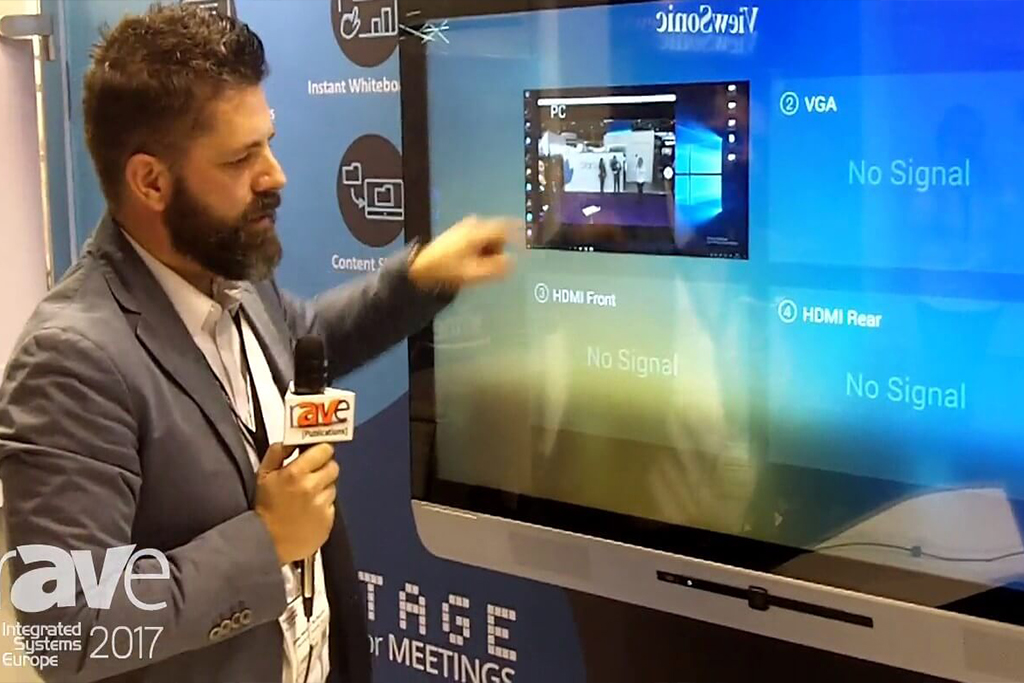 ViewSonic
Instant Whitebo
PC
② VGA
No Signal
Content S
③ HDMI Front
No Signal
④ HDMI Rear
No Signal
rAVe
[Publications]
rAVe
Integrated
Systems
Europe
2017
TAGE
or MEETINGS